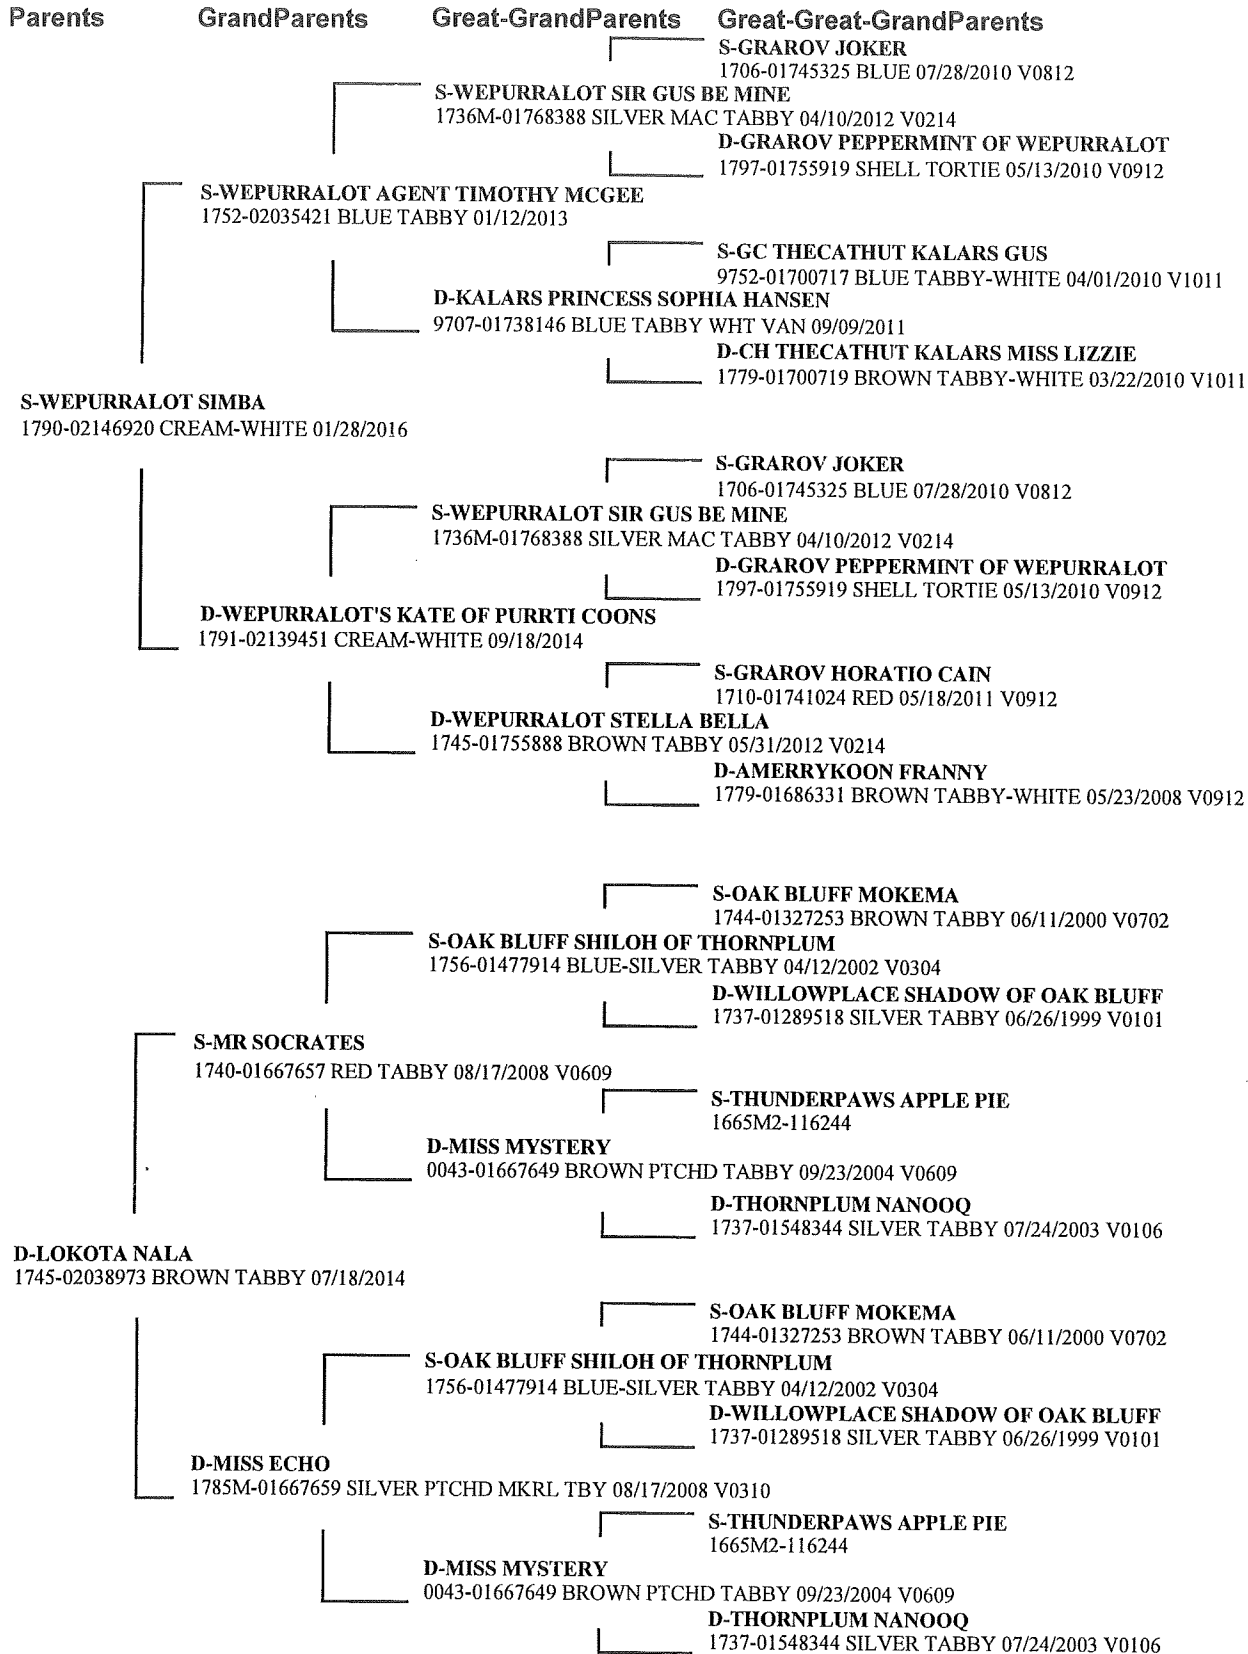 Parents GrandParents Great-GrandParents Great-Great-GrandParents
S-GRAROV JOKER
1706-01745325 BLUE 07/28/2010 V0812
S-WEPURRALOT SIR GUS BE MINE
1736M-01768388 SILVER MAC TABBY 04/10/2012 V0214
D-GRAROV PEPPERMINT OF WEPURRALOT
1797-01755919 SHELL TORTIE 05/13/2010 V0912
S-WEPURRALOT AGENT TIMOTHY MCGEE
1752-02035421 BLUE TABBY 01/12/2013
S-GC THECATHUT KALARS GUS
9752-01700717 BLUE TABBY-WHITE 04/01/2010 V1011
D-KALARS PRINCESS SOPHIA HANSEN
9707-01738146 BLUE TABBY WHT VAN 09/09/2011
D-CH THECATHUT KALARS MISS LIZZIE
1779-01700719 BROWN TABBY-WHITE 03/22/2010 V1011
S-WEPURRALOT SIMBA
1790-02146920 CREAM-WHITE 01/28/2016
S-GRAROV JOKER
1706-01745325 BLUE 07/28/2010 V0812
S-WEPURRALOT SIR GUS BE MINE
1736M-01768388 SILVER MAC TABBY 04/10/2012 V0214
D-GRAROV PEPPERMINT OF WEPURRALOT
1797-01755919 SHELL TORTIE 05/13/2010 V0912
D-WEPURRALOT'S KATE OF PURRTI COONS
1791-02139451 CREAM-WHITE 09/18/2014
S-GRAROV HORATIO CAIN
1710-01741024 RED 05/18/2011 V0912
D-WEPURRALOT STELLA BELLA
1745-01755888 BROWN TABBY 05/31/2012 V0214
D-AMERRYKOON FRANNY
1779-01686331 BROWN TABBY-WHITE 05/23/2008 V0912
S-OAK BLUFF MOKEMA
1744-01327253 BROWN TABBY 06/11/2000 V0702
S-OAK BLUFF SHILOH OF THORNPLUM
1756-01477914 BLUE-SILVER TABBY 04/12/2002 V0304
D-WILLOWPLACE SHADOW OF OAK BLUFF
1737-01289518 SILVER TABBY 06/26/1999 V0101
S-MR SOCRATES
1740-01667657 RED TABBY 08/17/2008 V0609
S-THUNDERPAWS APPLE PIE
1665M2-116244
D-MISS MYSTERY
0043-01667649 BROWN PTCHD TABBY 09/23/2004 V0609
D-THORNPLUM NANOOQ
1737-01548344 SILVER TABBY 07/24/2003 V0106
D-LOKOTA NALA
1745-02038973 BROWN TABBY 07/18/2014
S-OAK BLUFF MOKEMA
1744-01327253 BROWN TABBY 06/11/2000 V0702
S-OAK BLUFF SHILOH OF THORNPLUM
1756-01477914 BLUE-SILVER TABBY 04/12/2002 V0304
D-WILLOWPLACE SHADOW OF OAK BLUFF
1737-01289518 SILVER TABBY 06/26/1999 V0101
D-MISS ECHO
1785M-01667659 SILVER PTCHD MKRL TBY 08/17/2008 V0310
S-THUNDERPAWS APPLE PIE
1665M2-116244
D-MISS MYSTERY
0043-01667649 BROWN PTCHD TABBY 09/23/2004 V0609
D-THORNPLUM NANOOQ
1737-01548344 SILVER TABBY 07/24/2003 V0106